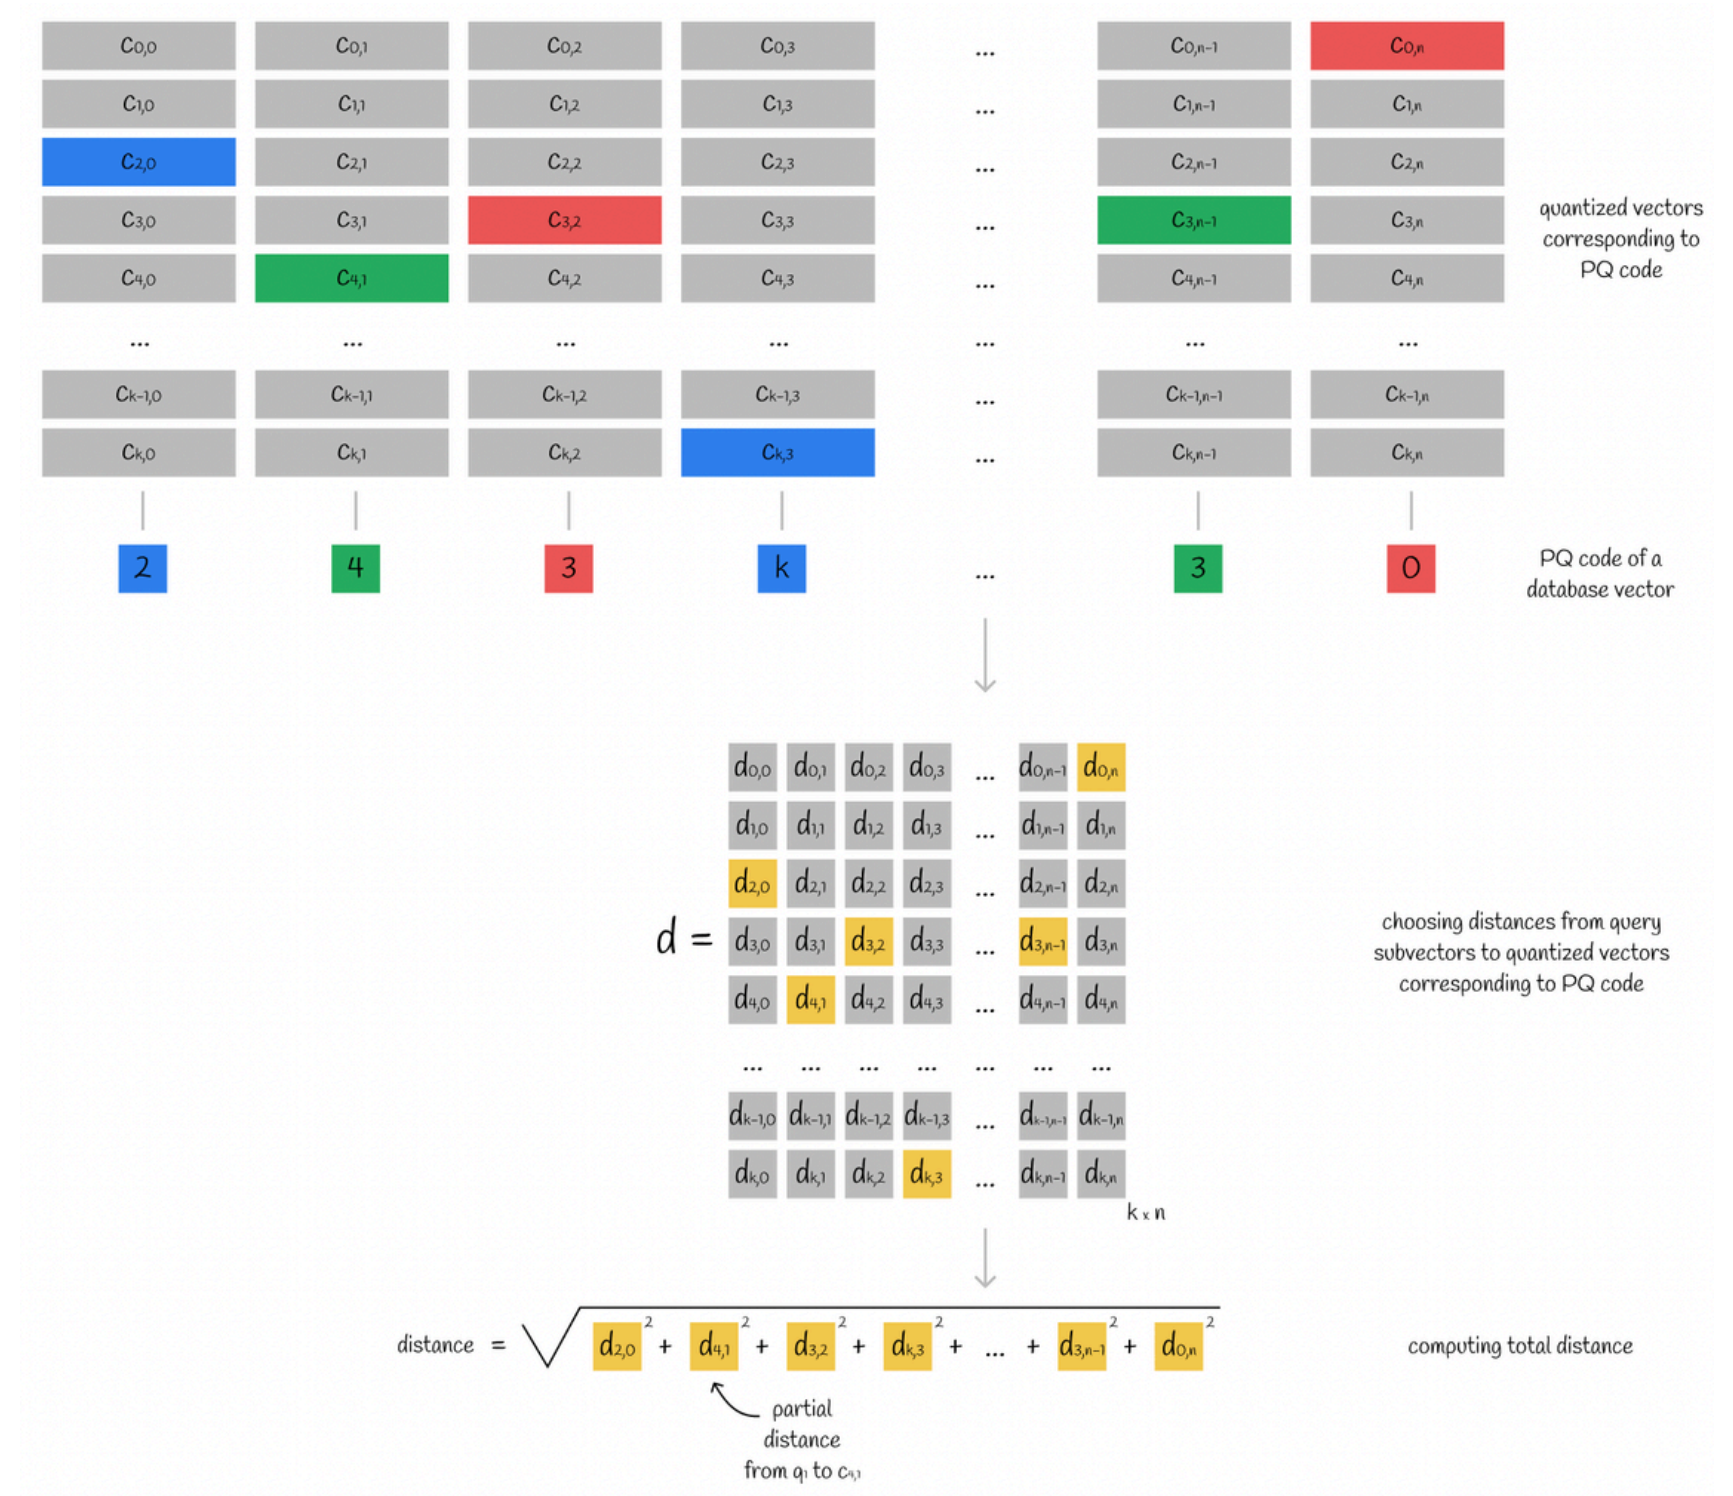 c0,0 c0,1 c0,2 c0,3 ... c0,n-1 c0,n
c1,0 c1,1 c1,2 c1,3 ... c1,n-1 c1,n
c2,0 c2,1 c2,2 c2,3 ... c2,n-1 c2,n
c3,0 c3,1 c3,2 c3,3 ... c3,n-1 c3,n
c4,0 c4,1 c4,2 c4,3 ... c4,n-1 c4,n
quantized vectors
corresponding to
PQ code
... ... ... ... ... ... ...
ck-1,0 ck-1,1 ck-1,2 ck-1,3 ... ck-1,n-1 ck-1,n
ck,0 ck,1 ck,2 ck,3 ... ck,n-1 ck,n
2 4 3 k ... 3 0
PQ code of a
database vector
d0,0 d0,1 d0,2 d0,3 ... d0,n-1 d0,n
d1,0 d1,1 d1,2 d1,3 ... d1,n-1 d1,n
d2,0 d2,1 d2,2 d2,3 ... d2,n-1 d2,n
d = d3,0 d3,1 d3,2 d3,3 ... d3,n-1 d3,n
d4,0 d4,1 d4,2 d4,3 ... d4,n-1 d4,n
choosing distances from query
subvectors to quantized vectors
corresponding to PQ code
... ... ... ... ... ... ...
dk-1,0 dk-1,1 dk-1,2 dk-1,3 ... dk-1,n-1 dk-1,n
dk,0 dk,1 dk,2 dk,3 ... dk,n-1 dk,n
k x n
distance = √ d2,0² + d4,1² + d3,2² + dk,3² + ... + d3,n-1² + d0,n²
computing total distance
partial
distance
from q1 to c4,1